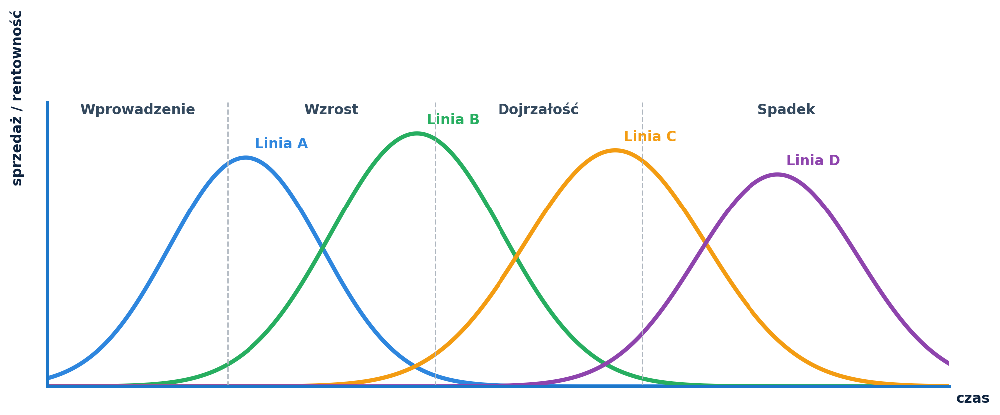 sprzedaż / rentowność
Wprowadzenie
Wzrost
Dojrzałość
Spadek
Linia A
Linia B
Linia C
Linia D
czas